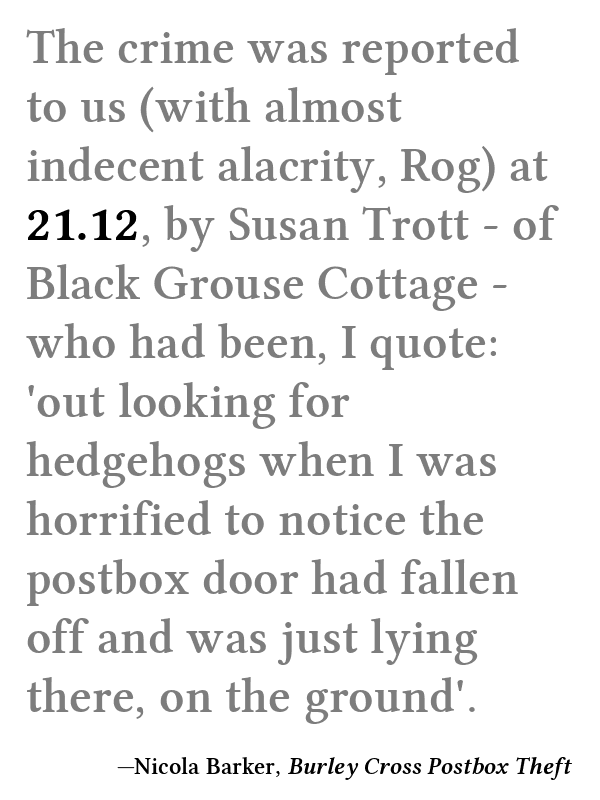 The crime was reported
to us (with almost
indecent alacrity, Rog) at
21.12, by Susan Trott - of
Black Grouse Cottage -
who had been, I quote:
'out looking for
hedgehogs when I was
horrified to notice the
postbox door had fallen
off and was just lying
there, on the ground'.
—Nicola Barker, Burley Cross Postbox Theft